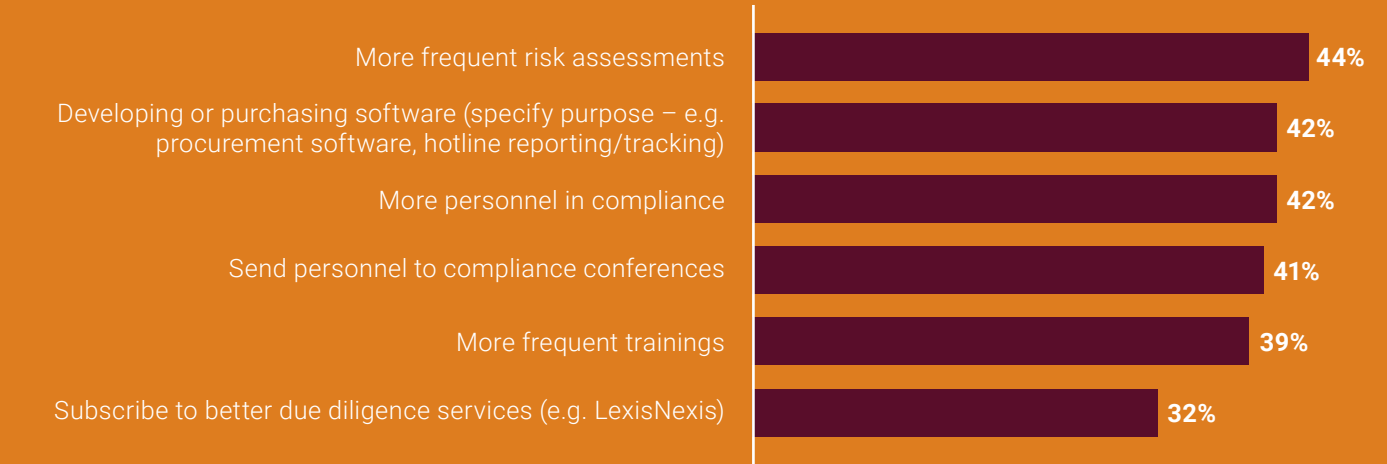 More frequent risk assessments 44%
Developing or purchasing software (specify purpose – e.g.
procurement software, hotline reporting/tracking) 42%
More personnel in compliance 42%
Send personnel to compliance conferences 41%
More frequent trainings 39%
Subscribe to better due diligence services (e.g. LexisNexis) 32%